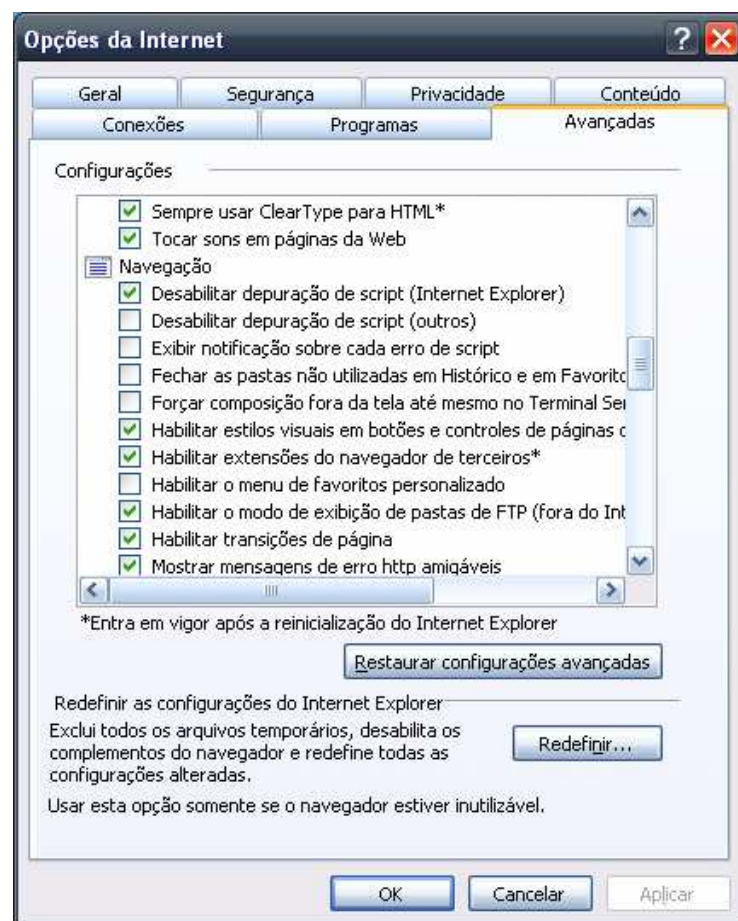 Opções da Internet
Geral Segurança Privacidade Conteúdo
Conexões Programas Avançadas
Configurações
Sempre usar ClearType para HTML*
Tocar sons em páginas da Web
Navegação
Desabilitar depuração de script (Internet Explorer)
Desabilitar depuração de script (outros)
Exibir notificação sobre cada erro de script
Fechar as pastas não utilizadas em Histórico e em Favorito
Forçar composição fora da tela até mesmo no Terminal Ser
Habilitar estilos visuais em botões e controles de páginas d
Habilitar extensões do navegador de terceiros*
Habilitar o menu de favoritos personalizado
Habilitar o modo de exibição de pastas de FTP (fora do Int
Habilitar transições de página
Mostrar mensagens de erro http amigáveis
*Entra em vigor após a reinicialização do Internet Explorer
Restaurar configurações avançadas
Redefinir as configurações do Internet Explorer
Exclui todos os arquivos temporários, desabilita os
complementos do navegador e redefine todas as
configurações alteradas.
Redefinir...
Usar esta opção somente se o navegador estiver inutilizável.
OK Cancelar Aplicar